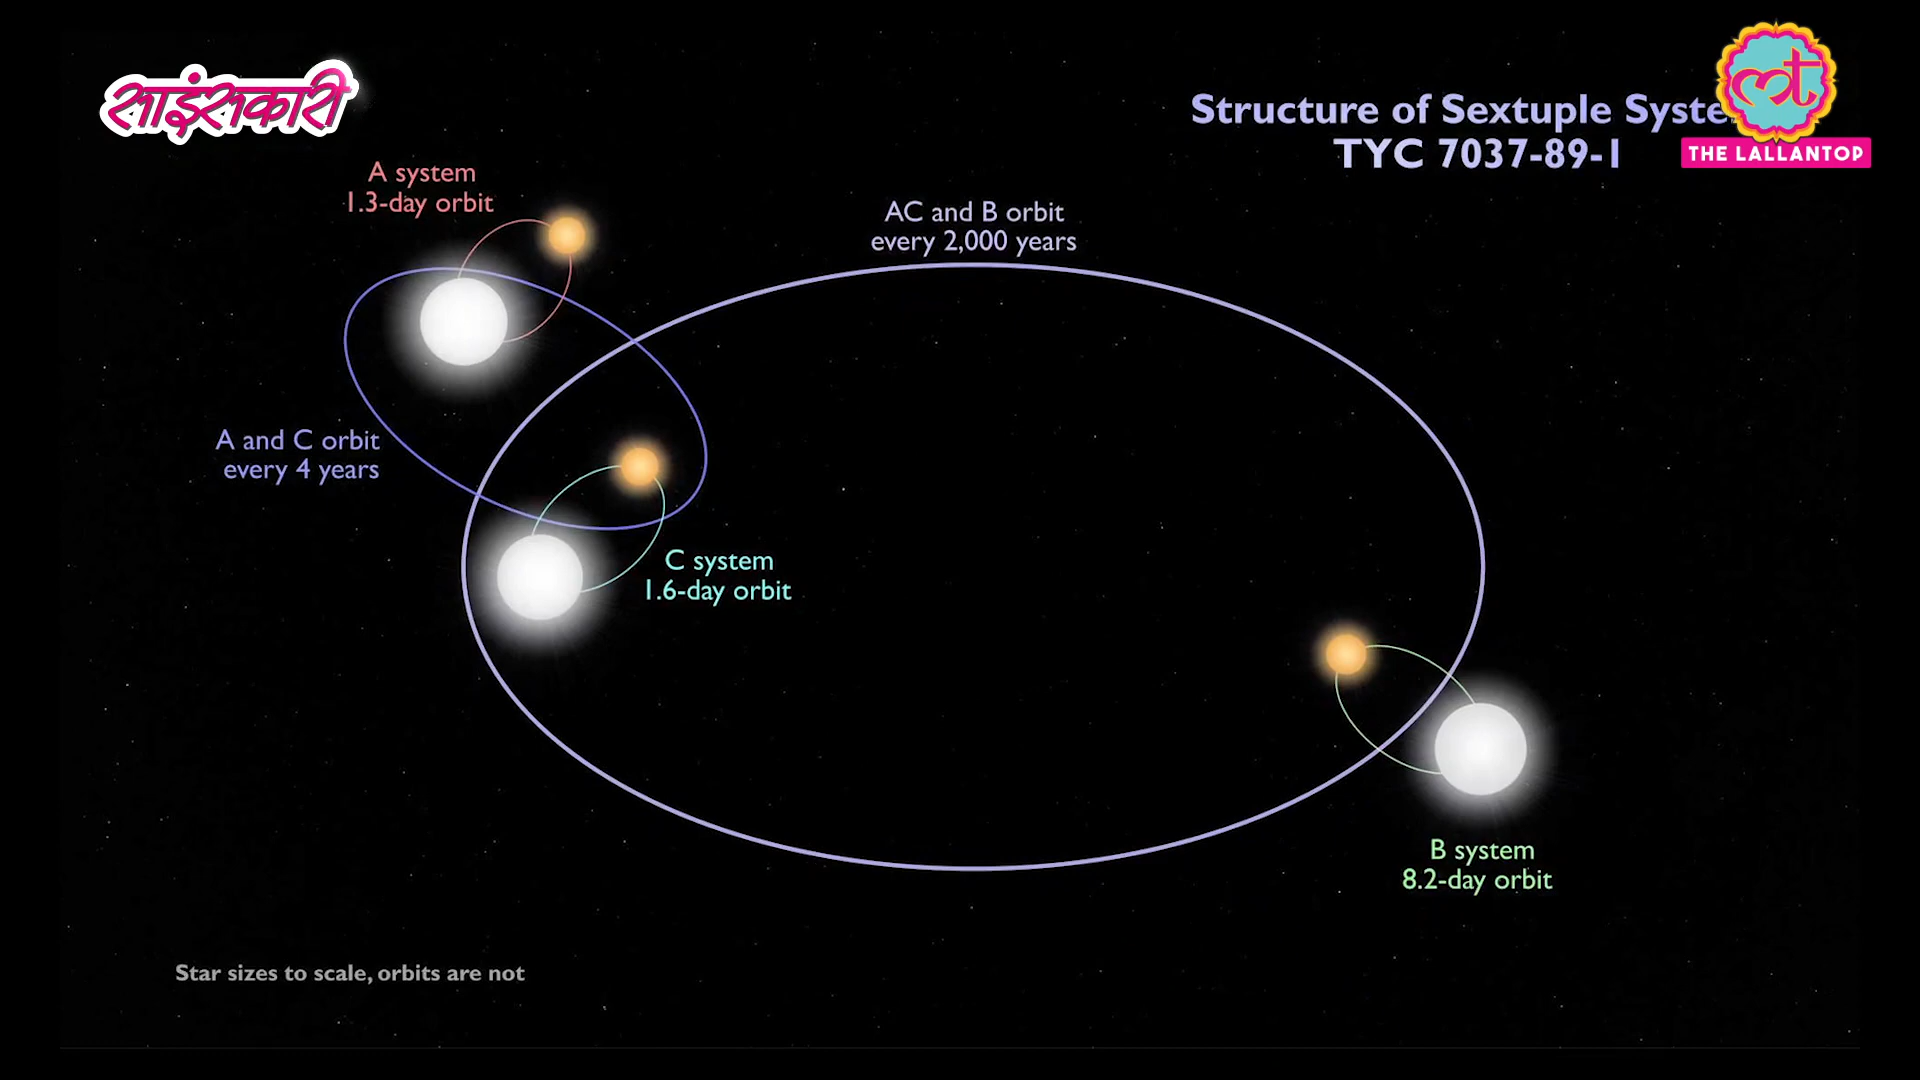 साइंसकारी
Structure of Sextuple Syste
TYC 7037-89-1
THE LALLANTOP
A system
1.3-day orbit
AC and B orbit
every 2,000 years
A and C orbit
every 4 years
C system
1.6-day orbit
B system
8.2-day orbit
Star sizes to scale, orbits are not